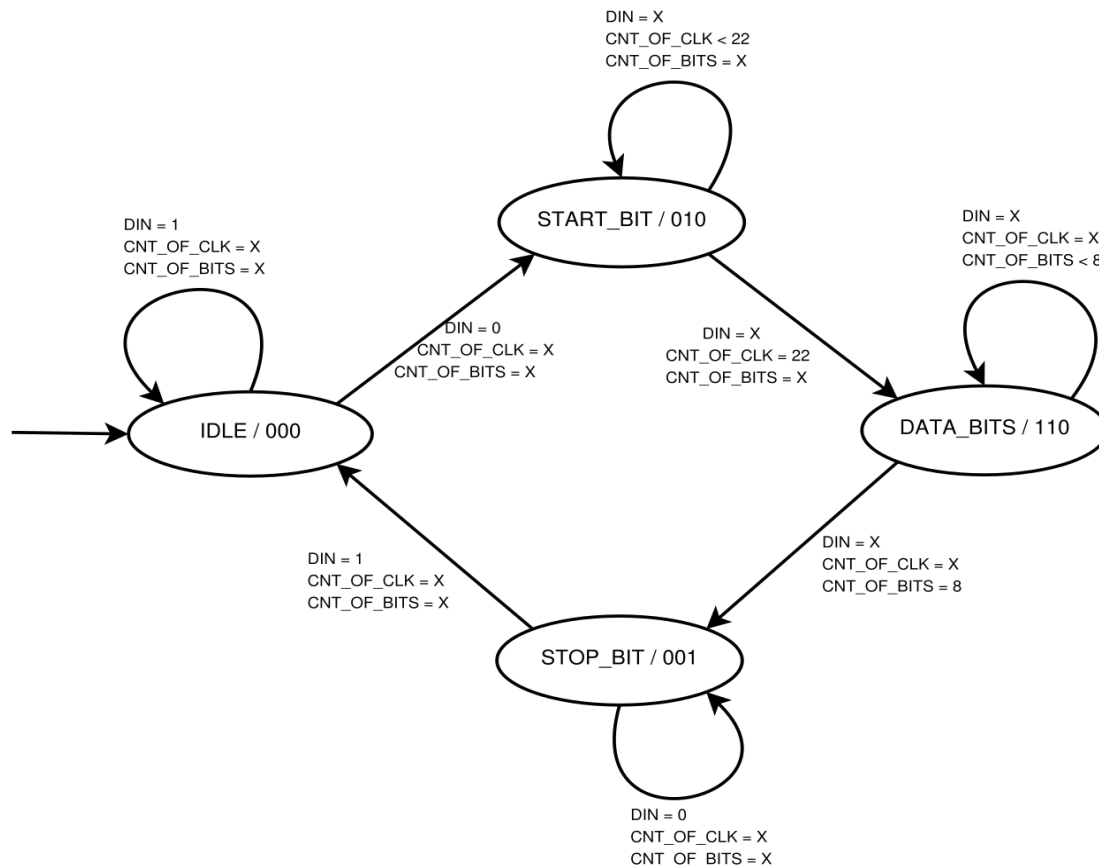 DIN = X
CNT_OF_CLK < 22
CNT_OF_BITS = X
START_BIT / 010
DIN = 1
CNT_OF_CLK = X
CNT_OF_BITS = X
DIN = X
CNT_OF_CLK = X
CNT_OF_BITS < 8
DIN = 0
CNT_OF_CLK = X
CNT_OF_BITS = X
DIN = X
CNT_OF_CLK = 22
CNT_OF_BITS = X
IDLE / 000
DATA_BITS / 110
DIN = 1
CNT_OF_CLK = X
CNT_OF_BITS = X
DIN = X
CNT_OF_CLK = X
CNT_OF_BITS = 8
STOP_BIT / 001
DIN = 0
CNT_OF_CLK = X
CNT_OF_BITS = X